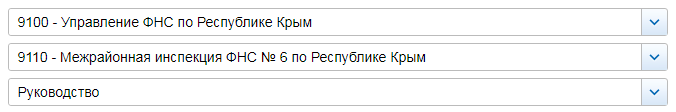 9100 - Управление ФНС по Республике Крым
9110 - Межрайонная инспекция ФНС № 6 по Республике Крым
Руководство